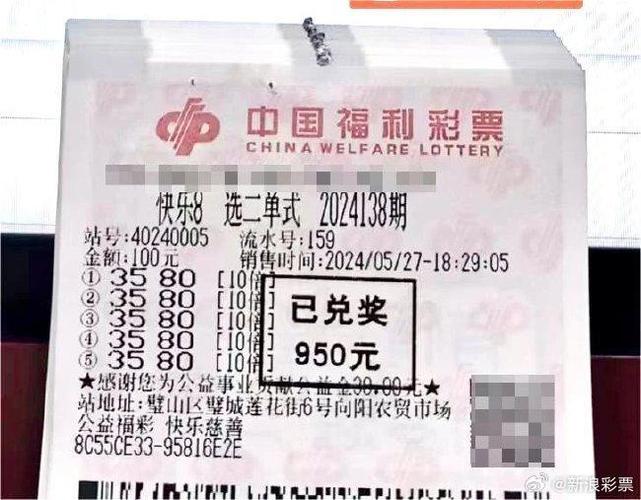 中国福利彩票
CHINA WELFARE LOTTERY
快乐8 选二单式 2024138期
站号:40240005 流水号:159
金额:100元 销售时间:2024/05/27-18:29:05
① 35 80 [10倍]
② 35 80 [10倍]
③ 35 80 [10倍]
④ 35 80 [10倍]
⑤ 35 80 [10倍]
已兑奖
950元
★感谢您为公益事业贡献公益金30.00元★
站地址:璧山区璧城莲花街6号向阳农贸市场
公益福彩 快乐慈善
8C55CE33-95816E2E
@新浪彩票